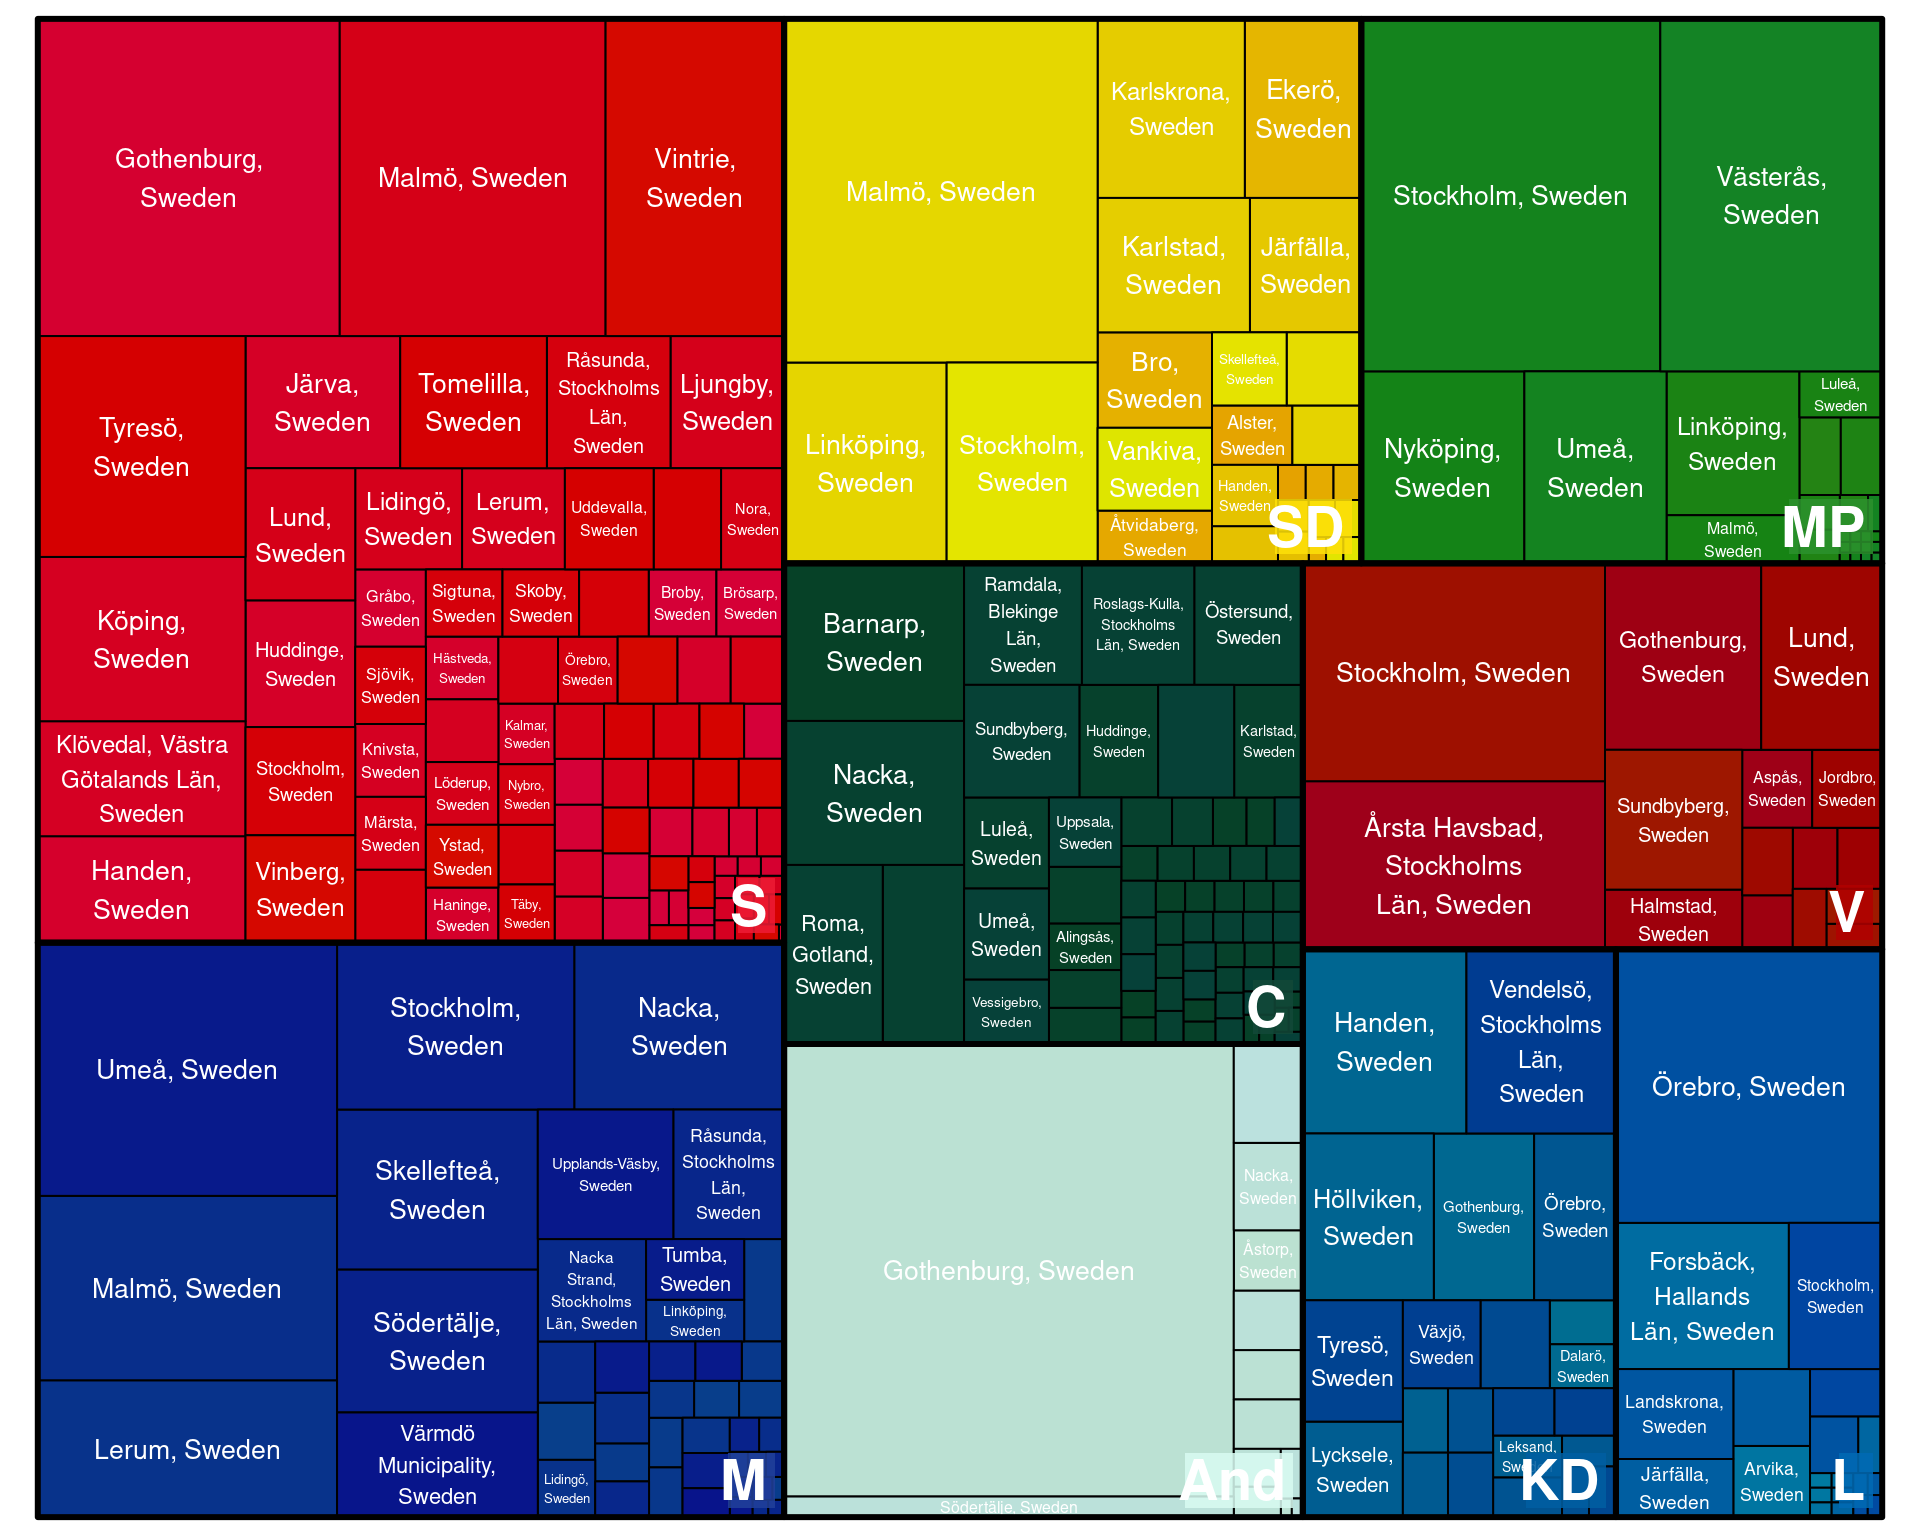 Gothenburg,
Sweden
Malmö, Sweden
Vintrie,
Sweden
Tyresö,
Sweden
Järva,
Sweden
Tomelilla,
Sweden
Råsunda,
Stockholms
Län,
Sweden
Ljungby,
Sweden
Lund,
Sweden
Lidingö,
Sweden
Lerum,
Sweden
Uddevalla,
Sweden
Nora,
Sweden
Köping,
Sweden
Huddinge,
Sweden
Gråbo,
Sweden
Sigtuna,
Sweden
Skoby,
Sweden
Broby,
Sweden
Brösarp,
Sweden
Sjövik,
Sweden
Hästveda,
Sweden
Örebro,
Sweden
Klövedal, Västra
Götalands Län,
Sweden
Stockholm,
Sweden
Knivsta,
Sweden
Kalmar,
Sweden
Löderup,
Sweden
Nybro,
Sweden
Märsta,
Sweden
Handen,
Sweden
Vinberg,
Sweden
Ystad,
Sweden
Haninge,
Sweden
Täby,
Sweden
S
Malmö, Sweden
Karlskrona,
Sweden
Ekerö,
Sweden
Karlstad,
Sweden
Järfälla,
Sweden
Linköping,
Sweden
Stockholm,
Sweden
Bro,
Sweden
Skellefteå,
Sweden
Vankiva,
Sweden
Alster,
Sweden
Handen,
Sweden
Åtvidaberg,
Sweden
SD
Stockholm, Sweden
Västerås,
Sweden
Nyköping,
Sweden
Umeå,
Sweden
Linköping,
Sweden
Luleå,
Sweden
Malmö,
Sweden
MP
Barnarp,
Sweden
Ramdala,
Blekinge
Län,
Sweden
Roslags-Kulla,
Stockholms
Län, Sweden
Östersund,
Sweden
Nacka,
Sweden
Sundbyberg,
Sweden
Huddinge,
Sweden
Karlstad,
Sweden
Luleå,
Sweden
Uppsala,
Sweden
Roma,
Gotland,
Sweden
Umeå,
Sweden
Alingsås,
Sweden
Vessigebro,
Sweden
C
Stockholm, Sweden
Gothenburg,
Sweden
Lund,
Sweden
Årsta Havsbad,
Stockholms
Län, Sweden
Sundbyberg,
Sweden
Aspås,
Sweden
Jordbro,
Sweden
Halmstad,
Sweden
V
Umeå, Sweden
Stockholm,
Sweden
Nacka,
Sweden
Skellefteå,
Sweden
Upplands-Väsby,
Sweden
Råsunda,
Stockholms
Län,
Sweden
Malmö, Sweden
Södertälje,
Sweden
Nacka
Strand,
Stockholms
Län, Sweden
Tumba,
Sweden
Linköping,
Sweden
Lerum, Sweden
Värmdö
Municipality,
Sweden
Lidingö,
Sweden
M
Gothenburg, Sweden
Nacka,
Sweden
Åstorp,
Sweden
Södertälje, Sweden
And
Handen,
Sweden
Vendelsö,
Stockholms
Län,
Sweden
Höllviken,
Sweden
Gothenburg,
Sweden
Örebro,
Sweden
Tyresö,
Sweden
Växjö,
Sweden
Dalarö,
Sweden
Lycksele,
Sweden
Leksand,
KD
Örebro, Sweden
Forsbäck,
Hallands
Län, Sweden
Stockholm,
Sweden
Landskrona,
Sweden
Järfälla,
Sweden
Arvika,
Sweden
L